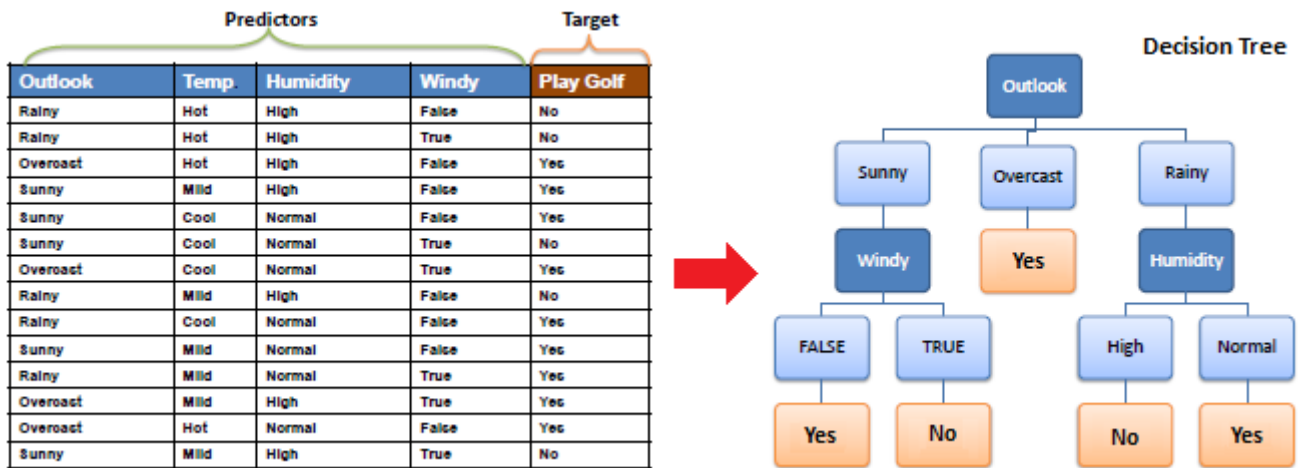 Predictors Target
Outlook Temp. Humidity Windy Play Golf
Rainy Hot High False No
Rainy Hot High True No
Overcast Hot High False Yes
Sunny Mild High False Yes
Sunny Cool Normal False Yes
Sunny Cool Normal True No
Overcast Cool Normal True Yes
Rainy Mild High False No
Rainy Cool Normal False Yes
Sunny Mild Normal False Yes
Rainy Mild Normal True Yes
Overcast Mild High True Yes
Overcast Hot Normal False Yes
Sunny Mild High True No
Decision Tree
Outlook
Sunny Overcast Rainy
Windy Yes Humidity
FALSE TRUE High Normal
Yes No No Yes